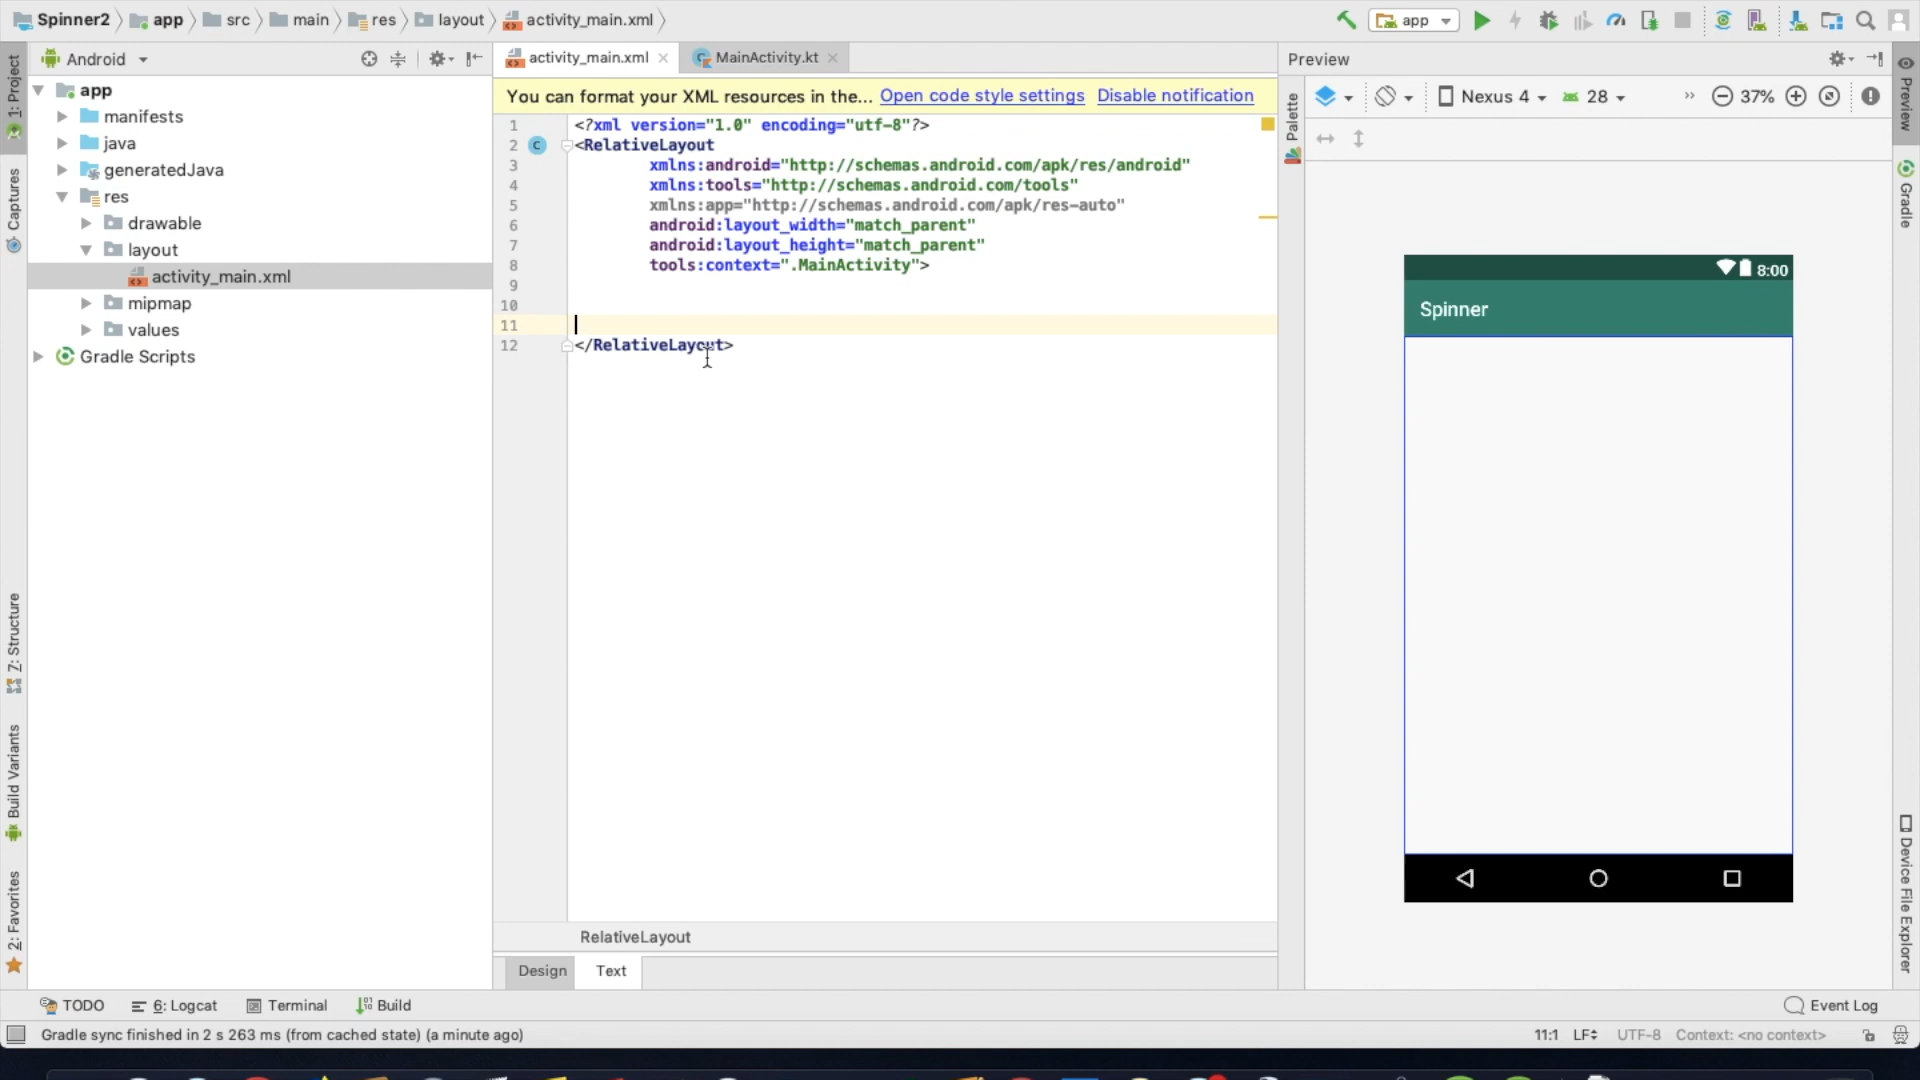 Spinner2 app src main res layout activity_main.xml app
1: Project
Captures
7: Structure
Build Variants
2: Favorites
Android
app
manifests
java
generatedJava
res
drawable
layout
activity_main.xml
mipmap
values
Gradle Scripts
activity_main.xml MainActivity.kt
You can format your XML resources in the... Open code style settings Disable notification
1 <?xml version="1.0" encoding="utf-8"?>
2 <RelativeLayout
3 xmlns:android="http://schemas.android.com/apk/res/android"
4 xmlns:tools="http://schemas.android.com/tools"
5 xmlns:app="http://schemas.android.com/apk/res-auto"
6 android:layout_width="match_parent"
7 android:layout_height="match_parent"
8 tools:context=".MainActivity">
9
10
11
12 </RelativeLayout>
RelativeLayout
Design Text
Preview
Palette
Nexus 4 28 37%
8:00
Spinner
Preview
Gradle
Device File Explorer
TODO 6: Logcat Terminal Build Event Log
Gradle sync finished in 2 s 263 ms (from cached state) (a minute ago) 11:1 LF UTF-8 Context: <no context>